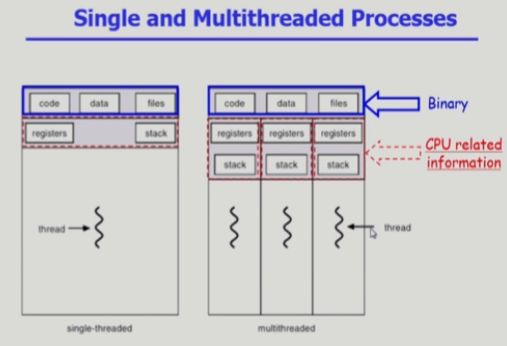 Single and Multithreaded Processes
code data files
code data files
Binary
registers stack
registers registers registers
stack stack stack
CPU related
information
thread
thread
single-threaded
multithreaded